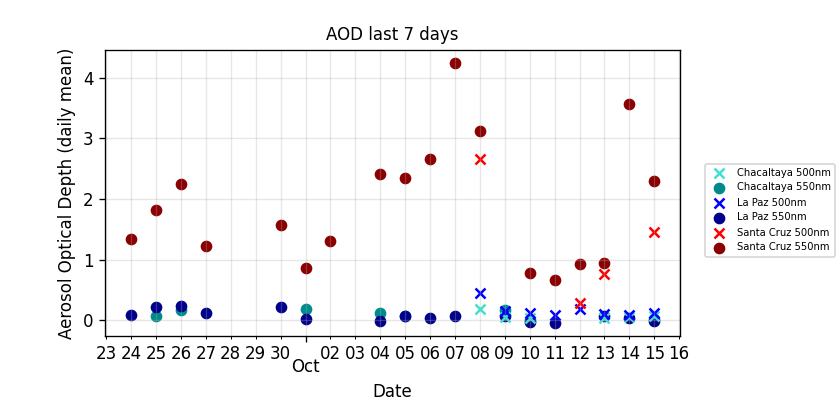 AOD last 7 days
Aerosol Optical Depth (daily mean)
4
3
2
1
0
23 24 25 26 27 28 29 30 02 03 04 05 06 07 08 09 10 11 12 13 14 15 16
Oct
Date
Chacaltaya 500nm
Chacaltaya 550nm
La Paz 500nm
La Paz 550nm
Santa Cruz 500nm
Santa Cruz 550nm